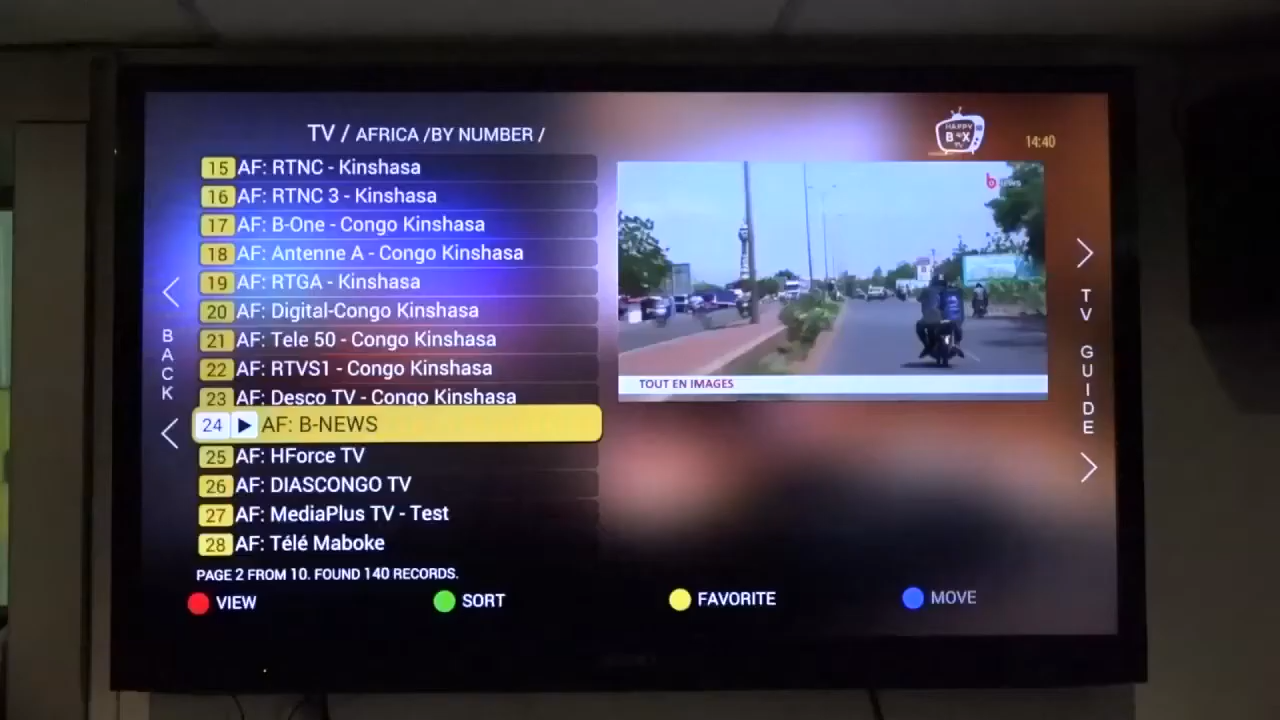 TV / AFRICA /BY NUMBER /
HAPPY
BOX
TV
14:40
15 AF: RTNC - Kinshasa
16 AF: RTNC 3 - Kinshasa
17 AF: B-One - Congo Kinshasa
18 AF: Antenne A - Congo Kinshasa
19 AF: RTGA - Kinshasa
20 AF: Digital-Congo Kinshasa
21 AF: Tele 50 - Congo Kinshasa
22 AF: RTVS1 - Congo Kinshasa
23 AF: Desco TV - Congo Kinshasa
24 AF: B-NEWS
25 AF: HForce TV
26 AF: DIASCONGO TV
27 AF: MediaPlus TV - Test
28 AF: Télé Maboke
PAGE 2 FROM 10. FOUND 140 RECORDS.
VIEW SORT FAVORITE MOVE
BACK
b news
TOUT EN IMAGES
TV GUIDE